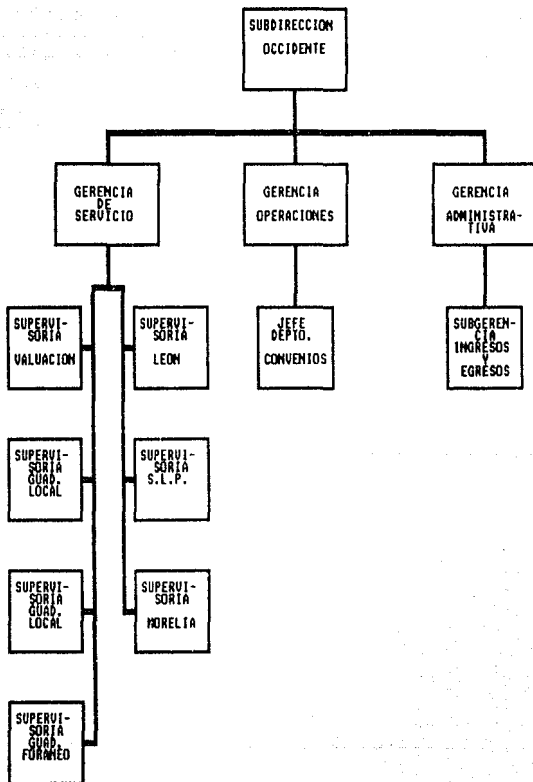 SUBDIRECCION
OCCIDENTE
GERENCIA
DE
SERVICIO
GERENCIA
OPERACIONES
GERENCIA
ADMINISTRA-
TIVA
SUPERVI-
SORIA
VALUACION
SUPERVI-
SORIA
LEON
JEFE
DEPTO.
CONVENIOS
SUBGEREN-
CIA
INGRESOS
Y
EGRESOS
SUPERVI-
SORIA
GUAD.
LOCAL
SUPERVI-
SORIA
S.L.P.
SUPERVI-
SORIA
GUAD.
LOCAL
SUPERVI-
SORIA
MORELIA
SUPERVI-
SORIA
GUAD.
FORANEO